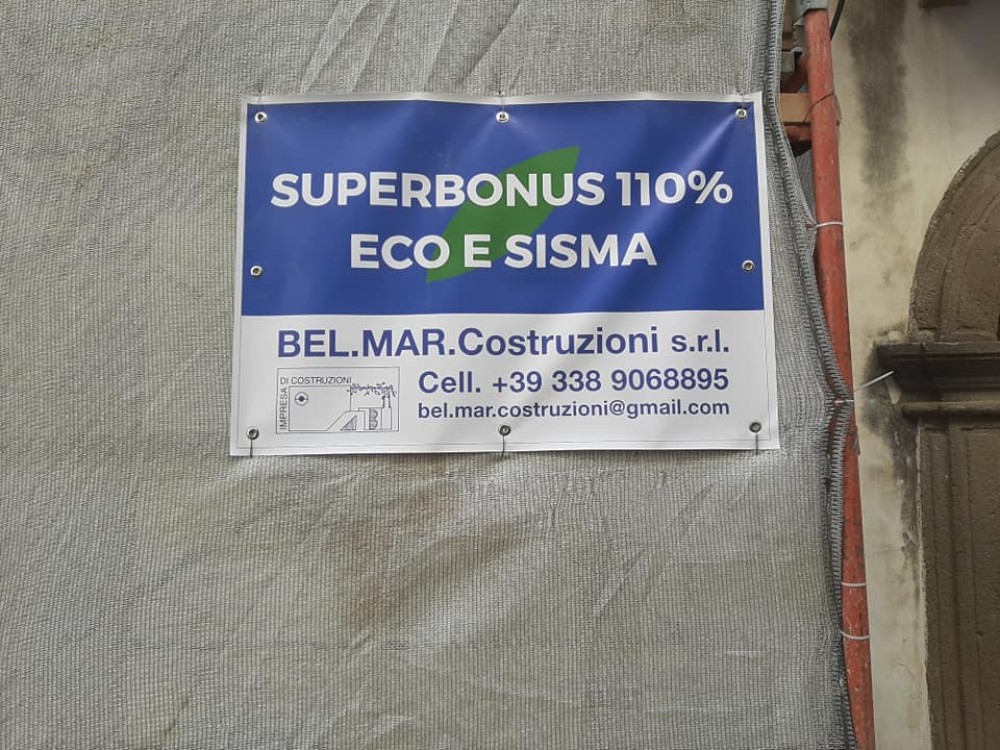 SUPERBONUS 110%
ECO E SISMA
BEL.MAR.Costruzioni s.r.l.
Cell. +39 338 9068895
bel.mar.costruzioni@gmail.com
IMPRESA
DI COSTRUZIONI